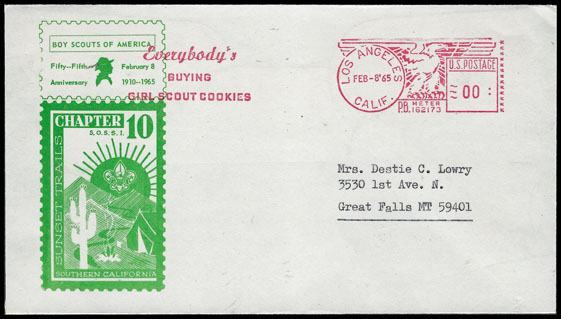 BOY SCOUTS OF AMERICA
Fifty-Fifth February 8
Anniversary 1910-1965
Everybody's
BUYING
GIRL SCOUT COOKIES
CHAPTER 10
S.O.S.S.I.
SUNSET TRAILS
SOUTHERN CALIFORNIA
LOS ANGELES
FEB-8'65
CALIF.
U.S. POSTAGE
00
P.B. METER
162173
Mrs. Destie C. Lowry
3530 1st Ave. N.
Great Falls MT 59401